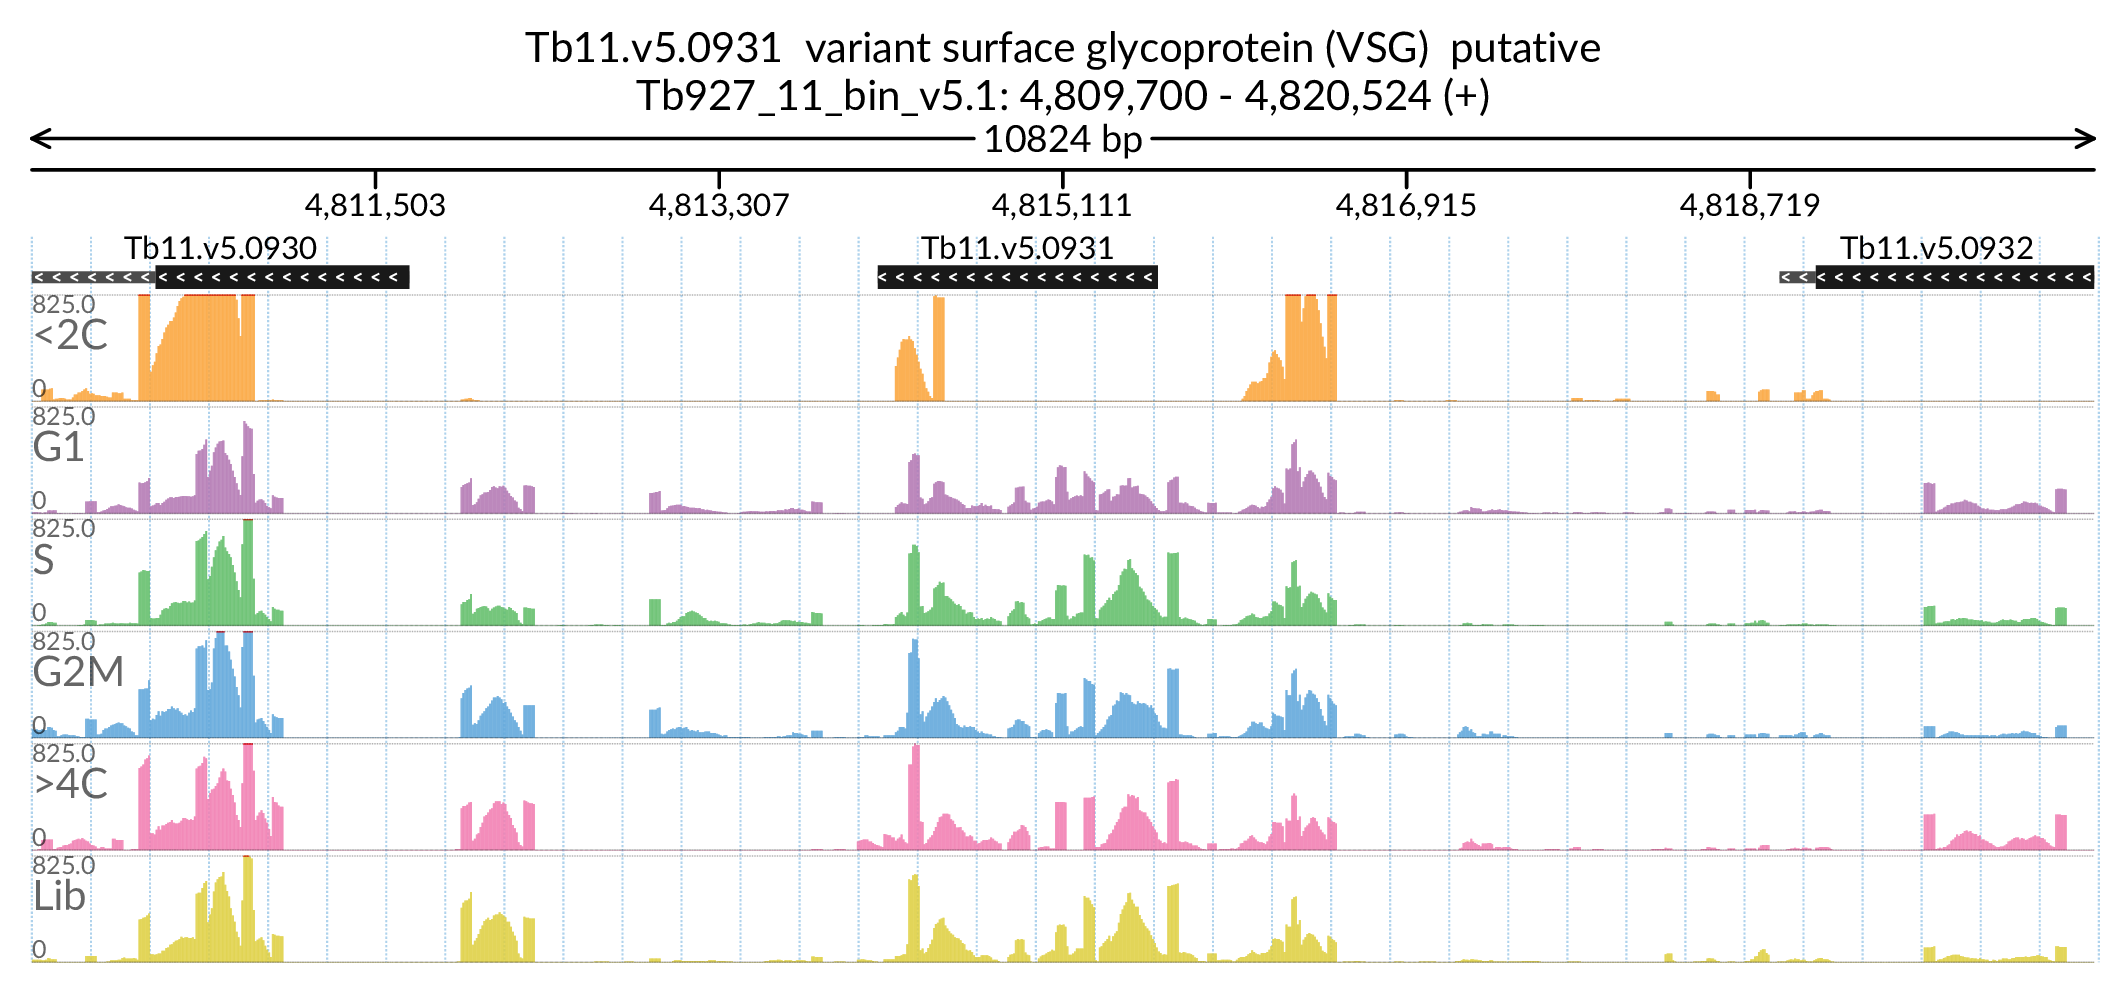 Tb11.v5.0931  variant surface glycoprotein (VSG)  putative
Tb927_11_bin_v5.1: 4,809,700 - 4,820,524 (+)
10824 bp
4,811,503 4,813,307 4,815,111 4,816,915 4,818,719
Tb11.v5.0930 Tb11.v5.0931 Tb11.v5.0932
825.0
<2C
0
825.0
G1
0
825.0
S
0
825.0
G2M
0
825.0
>4C
0
825.0
Lib
0